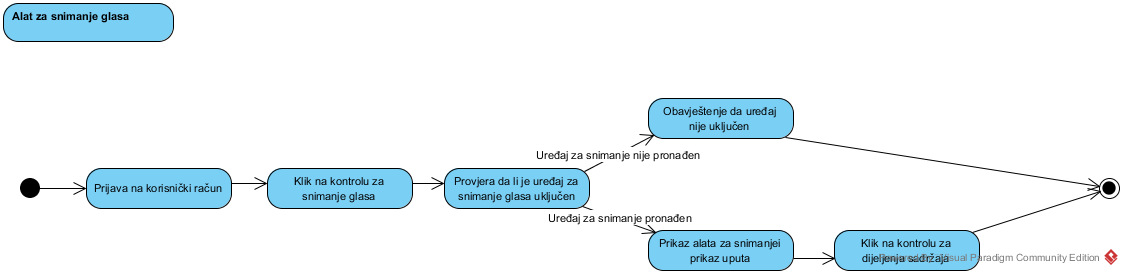 Alat za snimanje glasa
Obavještenje da uređaj
nije uključen
Uređaj za snimanje nije pronađen
Prijava na korisnički račun
Klik na kontrolu za
snimanje glasa
Provjera da li je uređaj za
snimanje glasa uključen
Uređaj za snimanje pronađen
Prikaz alata za snimanjei
prikaz uputa
Klik na kontrolu za
dijeljenja sadržaja
Visual Paradigm Community Edition